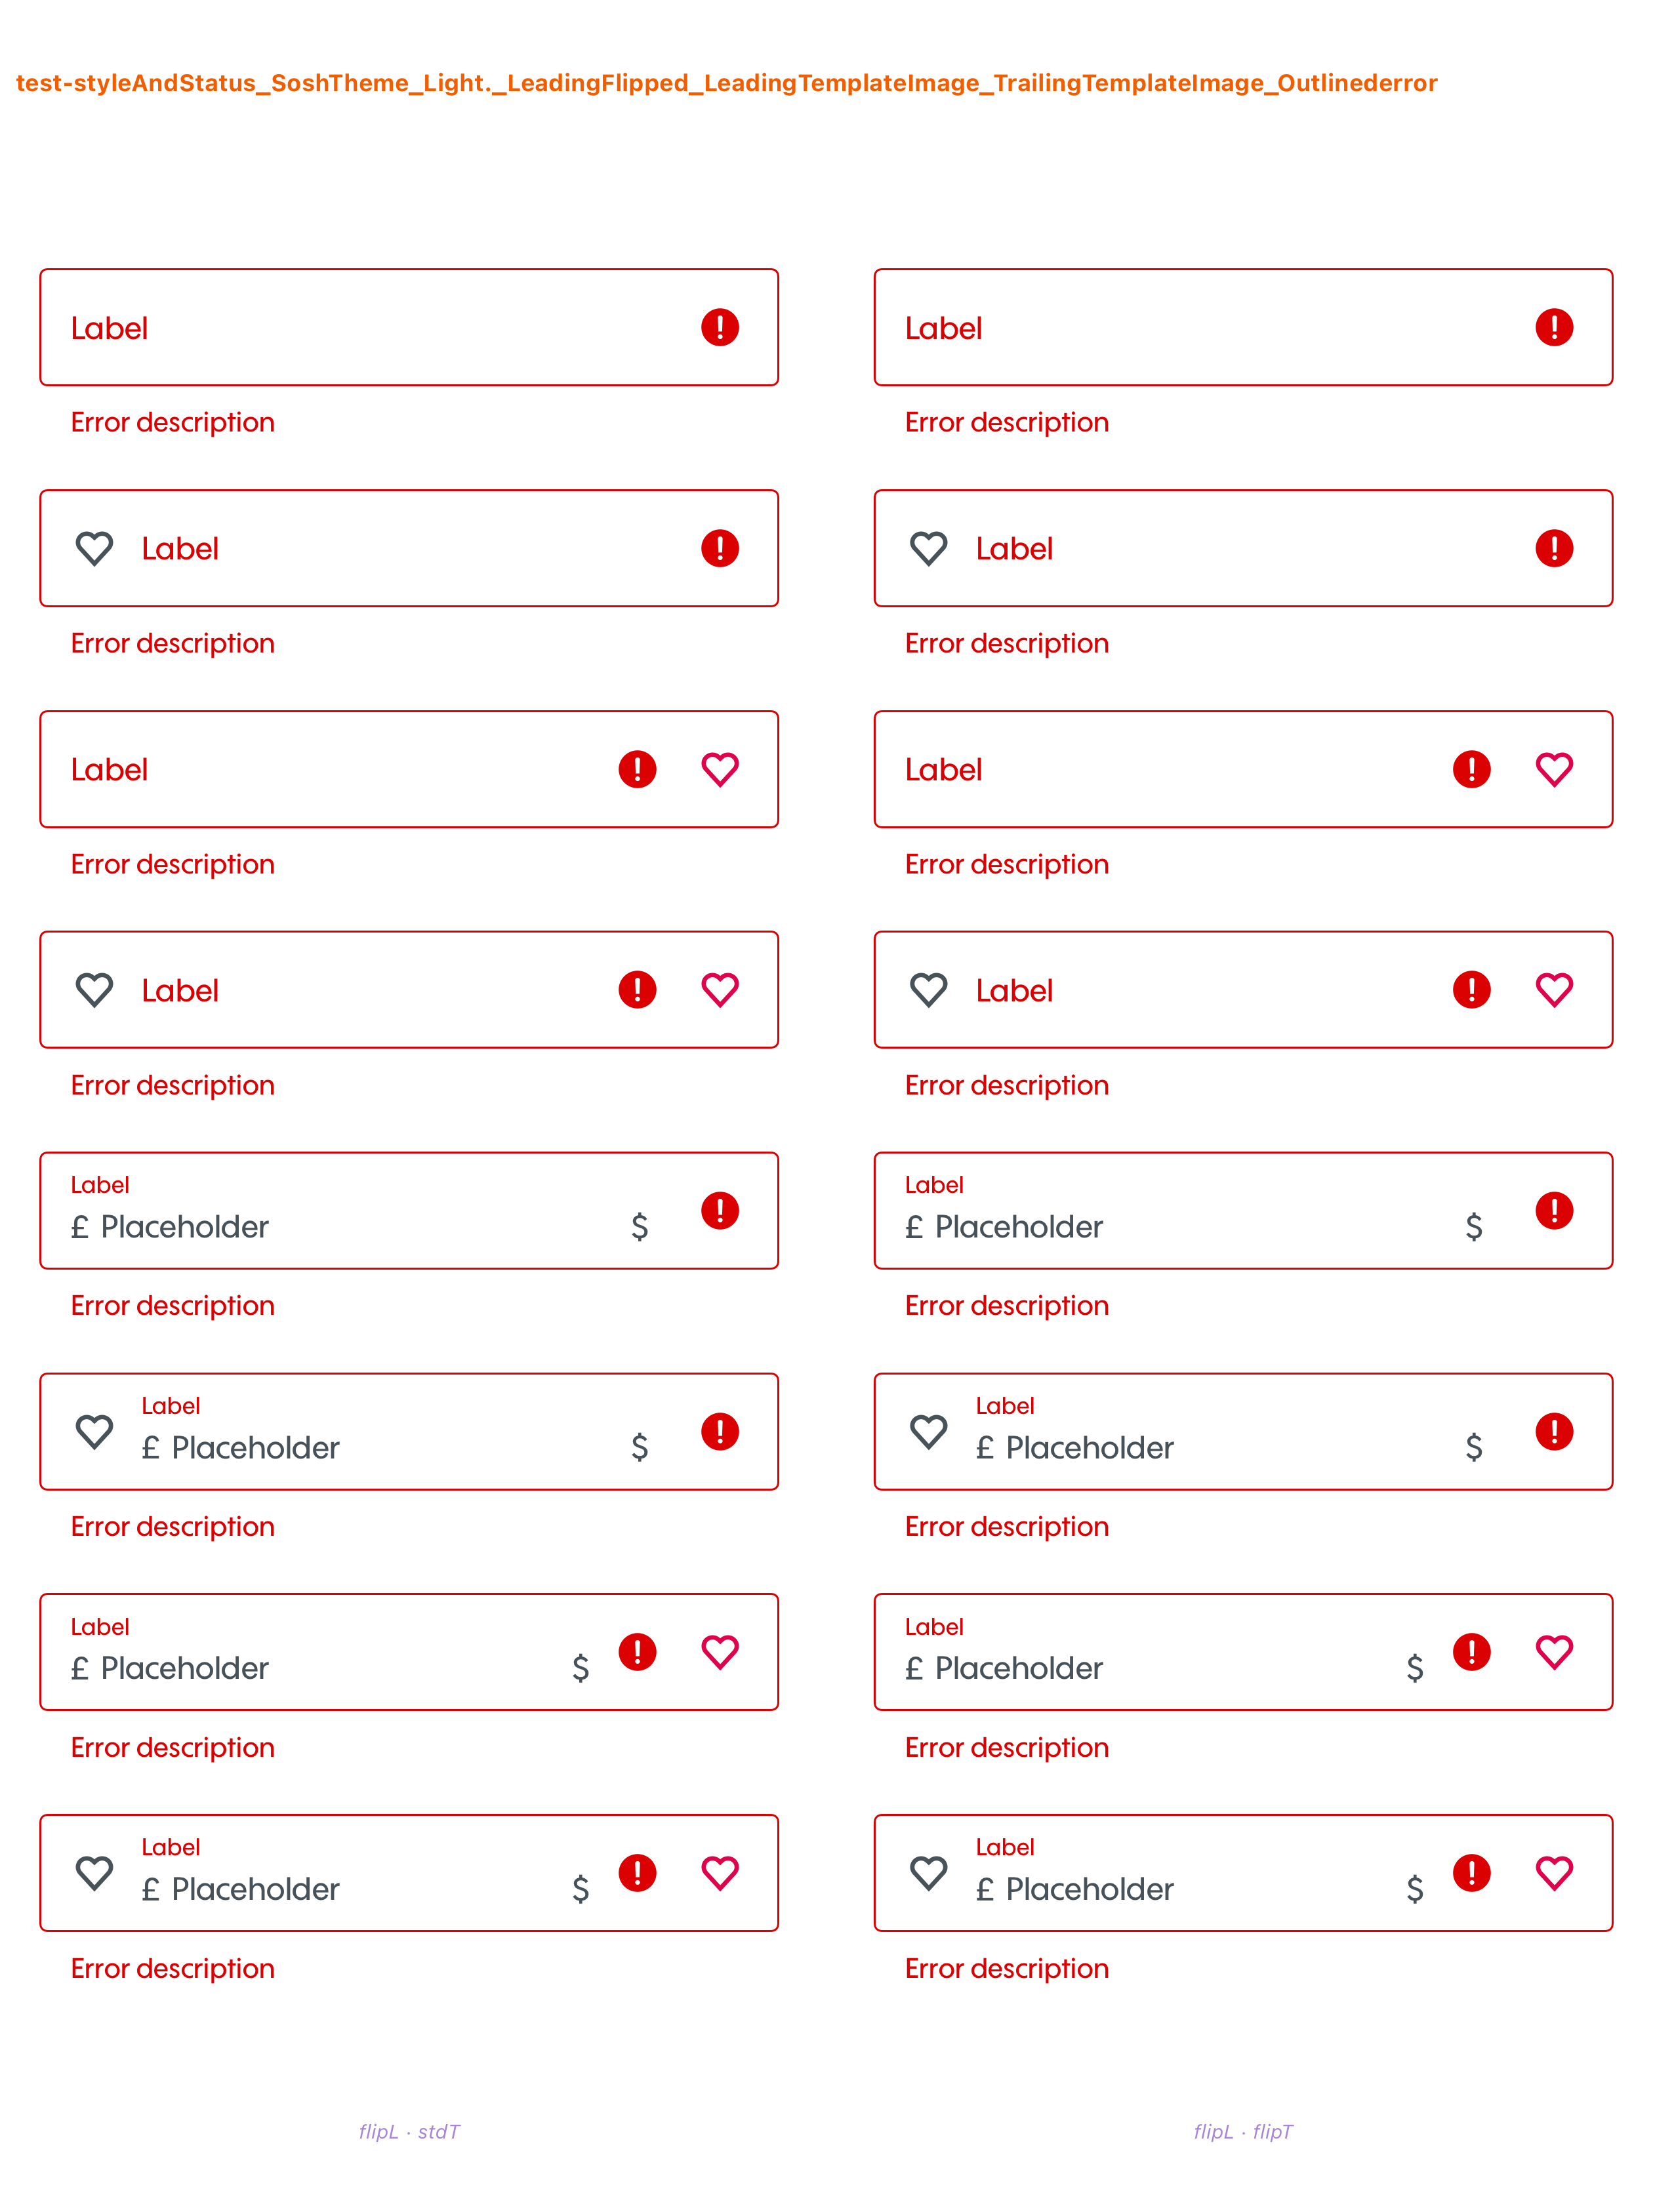 test-styleAndStatus_SoshTheme_Light._LeadingFlipped_LeadingTemplateImage_TrailingTemplateImage_Outlinederror
Label
Error description
Label
Error description
Label
Error description
Label
Error description
Label
£ Placeholder $
Error description
Label
£ Placeholder $
Error description
Label
£ Placeholder $
Error description
Label
£ Placeholder $
Error description
flipL · stdT
Label
Error description
Label
Error description
Label
Error description
Label
Error description
Label
£ Placeholder $
Error description
Label
£ Placeholder $
Error description
Label
£ Placeholder $
Error description
Label
£ Placeholder $
Error description
flipL · flipT